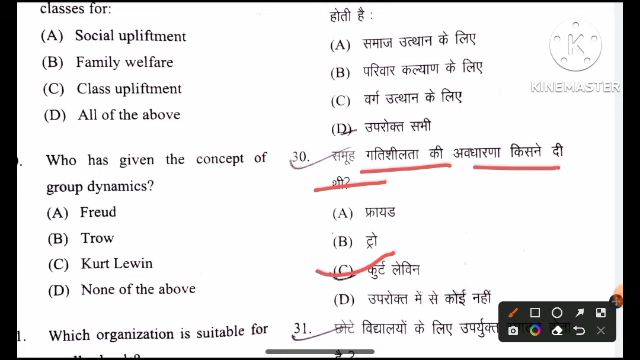 classes for:
(A) Social upliftment
(B) Family welfare
(C) Class upliftment
(D) All of the above
Who has given the concept of
group dynamics?
(A) Freud
(B) Trow
(C) Kurt Lewin
(D) None of the above
Which organization is suitable for
होती है :
(A) समाज उत्थान के लिए
(B) परिवार कल्याण के लिए
(C) वर्ग उत्थान के लिए
(D) उपरोक्त सभी
30. समूह गतिशीलता की अवधारणा किसने दी
थी?
(A) फ्रायड
(B) ट्रो
(C) कुर्ट लेविन
(D) उपरोक्त में से कोई नहीं
31. छोटे विद्यालयों के लिए उपर्युक्त
है ?
KINEMASTER